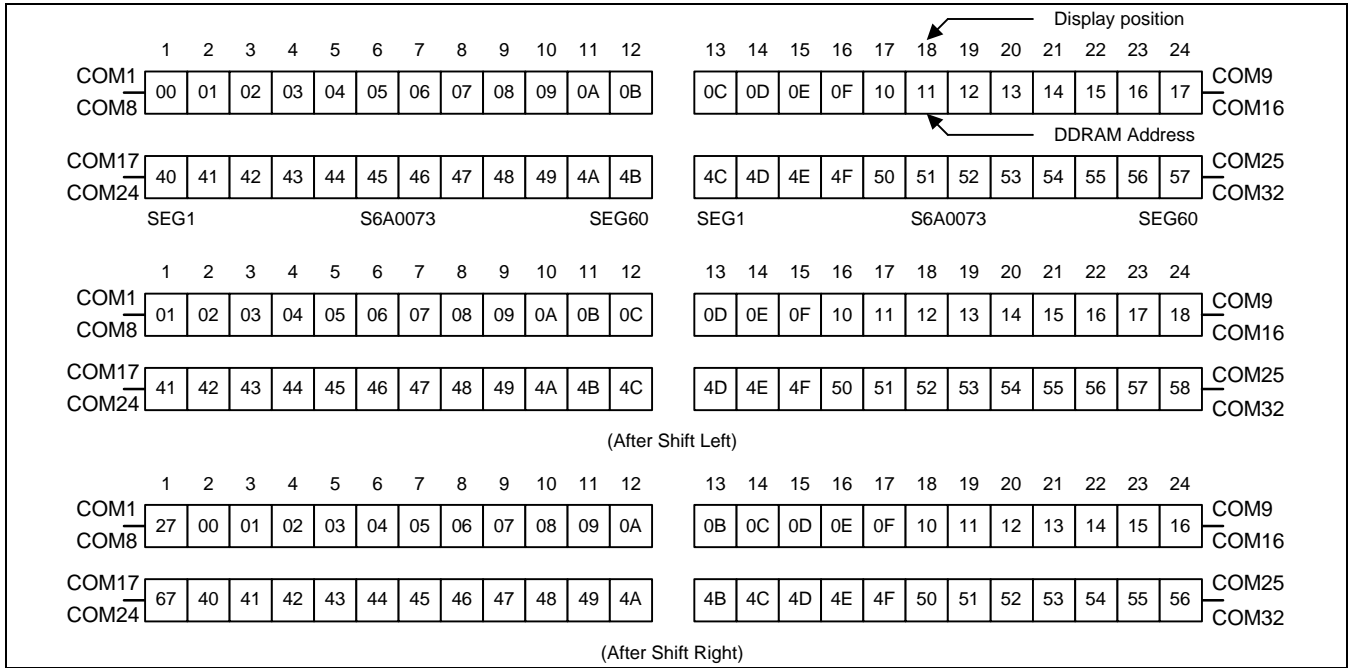 Display position
1 2 3 4 5 6 7 8 9 10 11 12 13 14 15 16 17 18 19 20 21 22 23 24
COM1 COM9
00 01 02 03 04 05 06 07 08 09 0A 0B 0C 0D 0E 0F 10 11 12 13 14 15 16 17
COM8 COM16
DDRAM Address
COM17 COM25
40 41 42 43 44 45 46 47 48 49 4A 4B 4C 4D 4E 4F 50 51 52 53 54 55 56 57
COM24 COM32
SEG1 S6A0073 SEG60 SEG1 S6A0073 SEG60
1 2 3 4 5 6 7 8 9 10 11 12 13 14 15 16 17 18 19 20 21 22 23 24
COM1 COM9
01 02 03 04 05 06 07 08 09 0A 0B 0C 0D 0E 0F 10 11 12 13 14 15 16 17 18
COM8 COM16
COM17 COM25
41 42 43 44 45 46 47 48 49 4A 4B 4C 4D 4E 4F 50 51 52 53 54 55 56 57 58
COM24 COM32
(After Shift Left)
1 2 3 4 5 6 7 8 9 10 11 12 13 14 15 16 17 18 19 20 21 22 23 24
COM1 COM9
27 00 01 02 03 04 05 06 07 08 09 0A 0B 0C 0D 0E 0F 10 11 12 13 14 15 16
COM8 COM16
COM17 COM25
67 40 41 42 43 44 45 46 47 48 49 4A 4B 4C 4D 4E 4F 50 51 52 53 54 55 56
COM24 COM32
(After Shift Right)